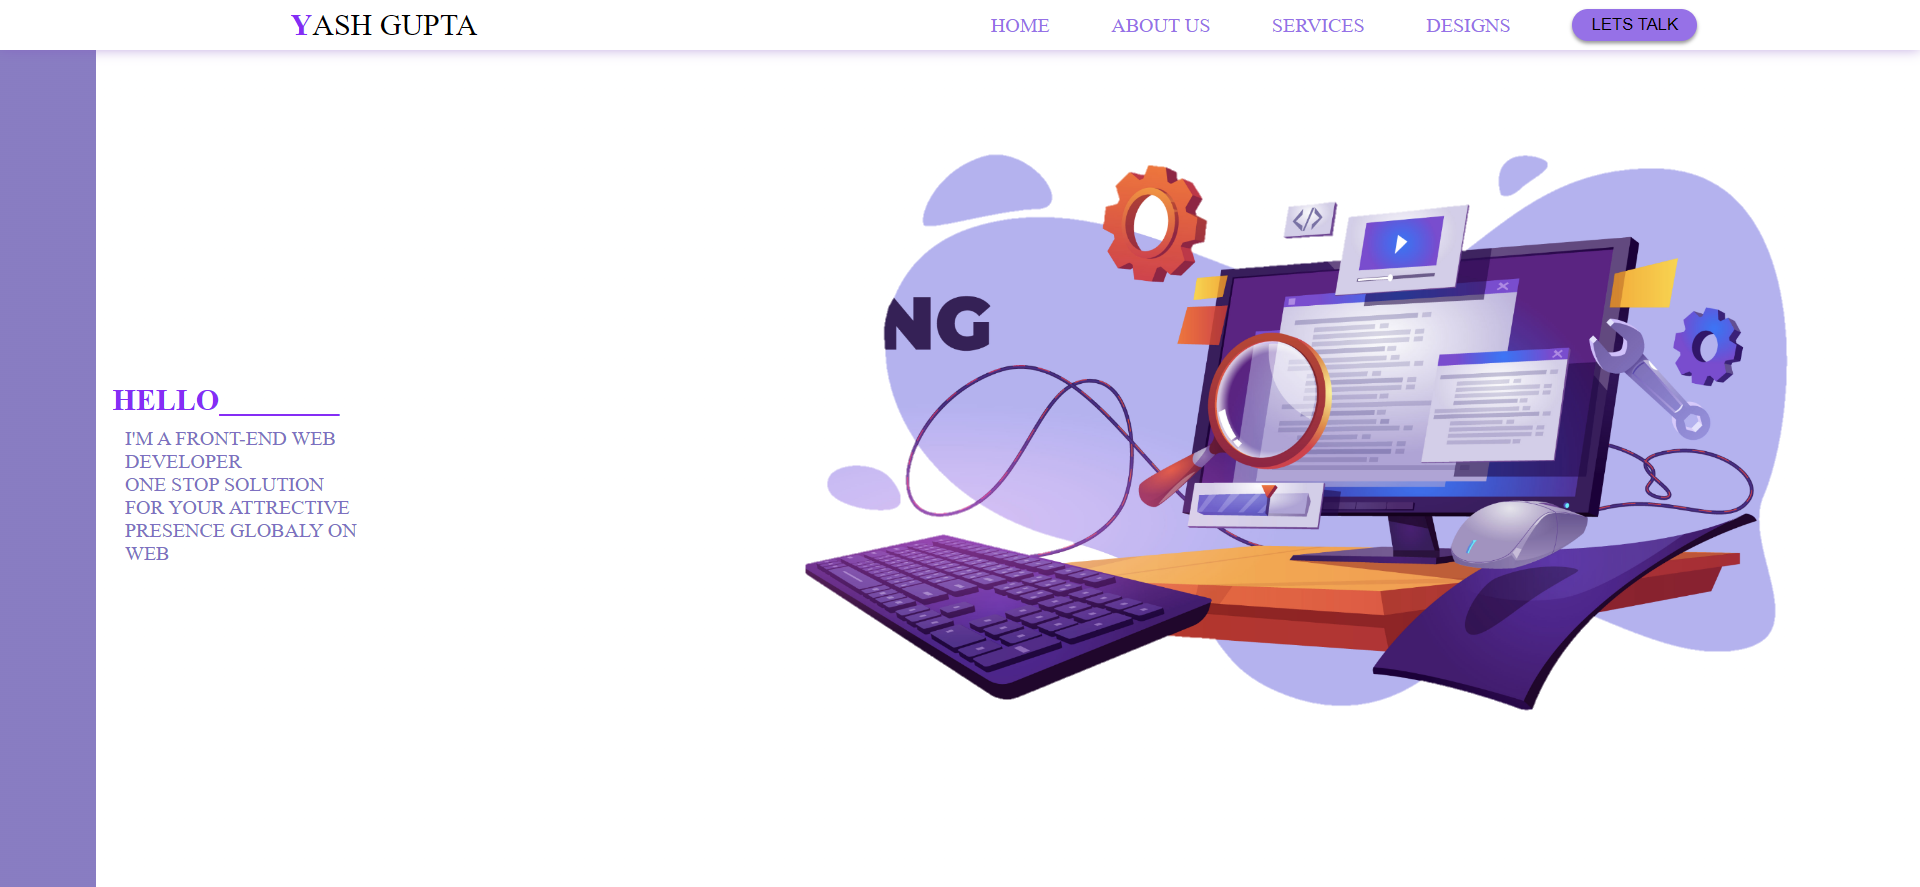 YASH GUPTA
HOME
ABOUT US
SERVICES
DESIGNS
LETS TALK
NG
HELLO________
I'M A FRONT-END WEB
DEVELOPER
ONE STOP SOLUTION
FOR YOUR ATTRECTIVE
PRESENCE GLOBALY ON
WEB